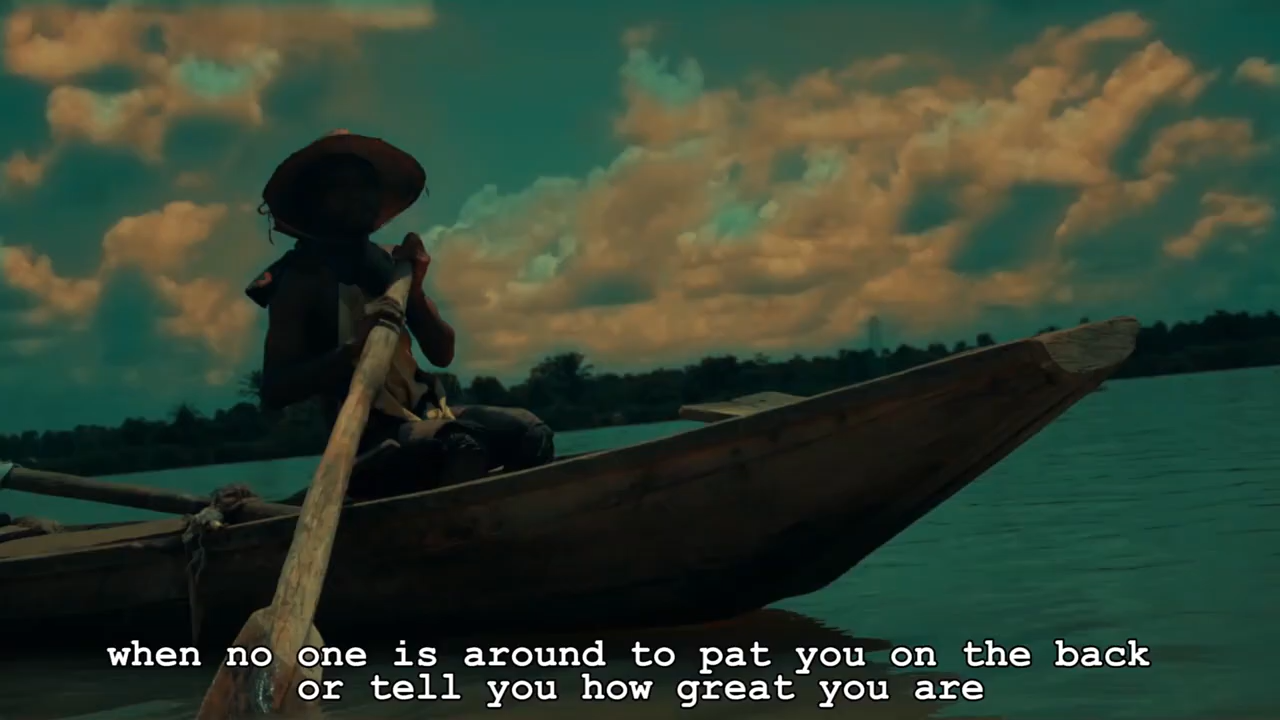 when no one is around to pat you on the back
or tell you how great you are